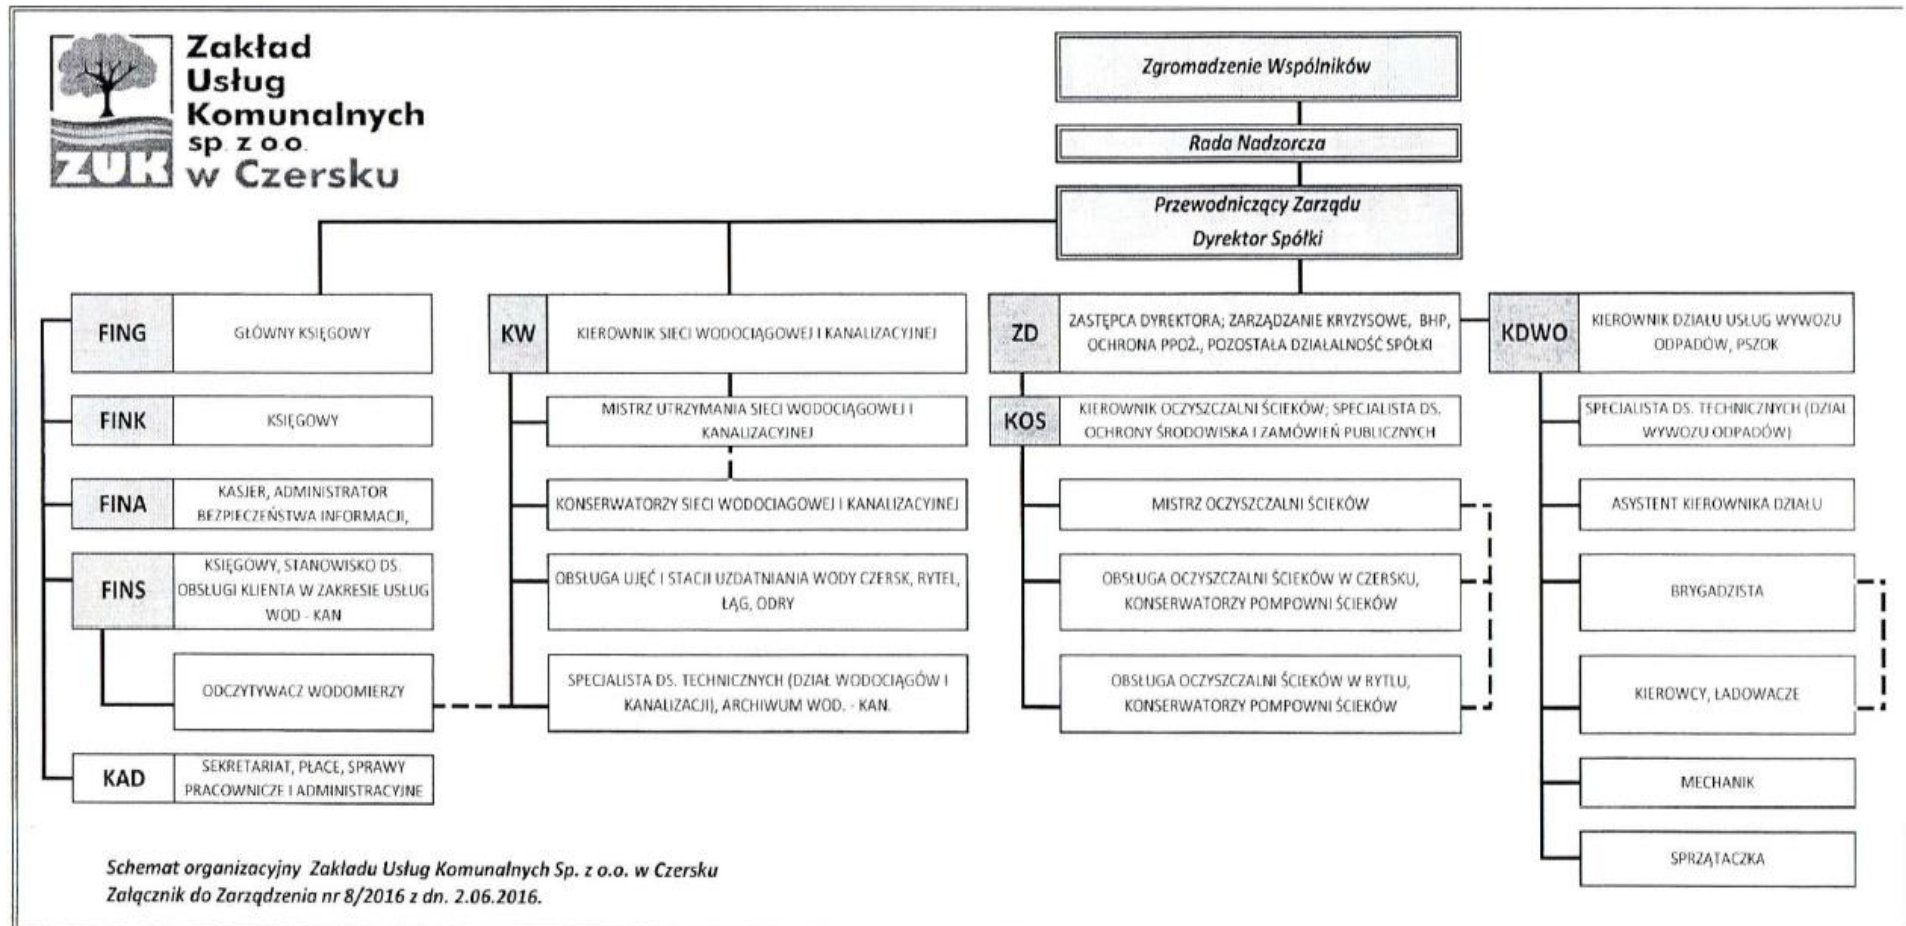 Zakład
Usług
Komunalnych
sp. z o.o.
w Czersku
ZUK
Zgromadzenie Wspólników
Rada Nadzorcza
Przewodniczący Zarządu
Dyrektor Spółki
FING
GŁÓWNY KSIĘGOWY
FINK
KSIĘGOWY
FINA
KASJER, ADMINISTRATOR
BEZPIECZEŃSTWA INFORMACJI,
FINS
KSIĘGOWY, STANOWISKO DS.
OBSŁUGI KLIENTA W ZAKRESIE USŁUG
WOD - KAN
ODCZYTYWACZ WODOMIERZY
KAD
SEKRETARIAT, PŁACE, SPRAWY
PRACOWNICZE I ADMINISTRACYJNE
KW
KIEROWNIK SIECI WODOCIĄGOWEJ I KANALIZACYJNEJ
MISTRZ UTRZYMANIA SIECI WODOCIĄGOWEJ I
KANALIZACYJNEJ
KONSERWATORZY SIECI WODOCIAGOWEJ I KANALIZACYJNEJ
OBSŁUGA UJĘĆ I STACJI UZDATNIANIA WODY CZERSK, RYTEL,
ŁĄG, ODRY
SPECJALISTA DS. TECHNICZNYCH (DZIAŁ WODOCIĄGÓW I
KANALIZACJI), ARCHIWUM WOD. - KAN.
ZD
ZASTĘPCA DYREKTORA; ZARZĄDZANIE KRYZYSOWE, BHP,
OCHRONA PPOŻ., POZOSTAŁA DZIAŁALNOŚĆ SPÓŁKI
KOS
KIEROWNIK OCZYSZCZALNI ŚCIEKÓW; SPECJALISTA DS.
OCHRONY ŚRODOWISKA I ZAMÓWIEŃ PUBLICZNYCH
MISTRZ OCZYSZCZALNI ŚCIEKÓW
OBSŁUGA OCZYSZCZALNI ŚCIEKÓW W CZERSKU,
KONSERWATORZY POMPOWNI ŚCIEKÓW
OBSŁUGA OCZYSZCZALNI ŚCIEKÓW W RYTLU,
KONSERWATORZY POMPOWNI ŚCIEKÓW
KDWO
KIEROWNIK DZIAŁU USŁUG WYWOZU
ODPADÓW, PSZOK
SPECJALISTA DS. TECHNICZNYCH (DZIAŁ
WYWOZU ODPADÓW)
ASYSTENT KIEROWNIKA DZIAŁU
BRYGADZISTA
KIEROWCY, ŁADOWACZE
MECHANIK
SPRZĄTACZKA
Schemat organizacyjny Zakładu Usług Komunalnych Sp. z o.o. w Czersku
Załącznik do Zarządzenia nr 8/2016 z dn. 2.06.2016.